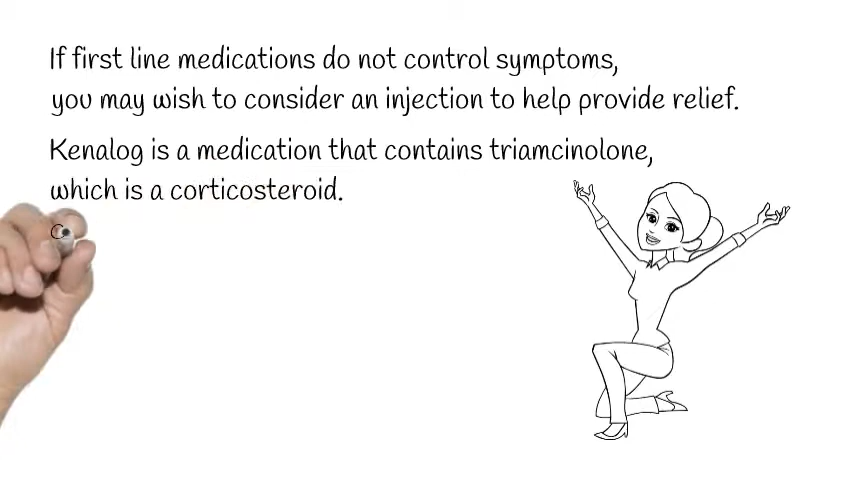 If first line medications do not control symptoms,
you may wish to consider an injection to help provide relief.
Kenalog is a medication that contains triamcinolone,
which is a corticosteroid.
C